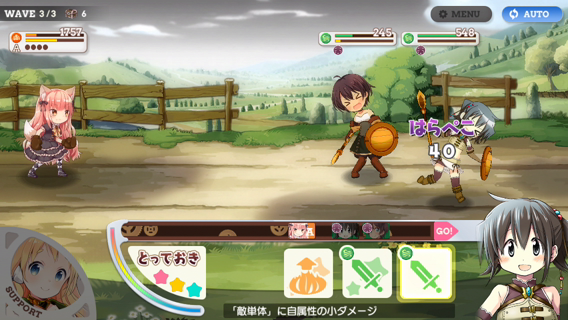 WAVE 3/3 6
MENU
AUTO
1757
A
245
548
はらぺこ
40
A
GO!
とっておき
SUPPORT
「敵単体」に自属性の小ダメージ